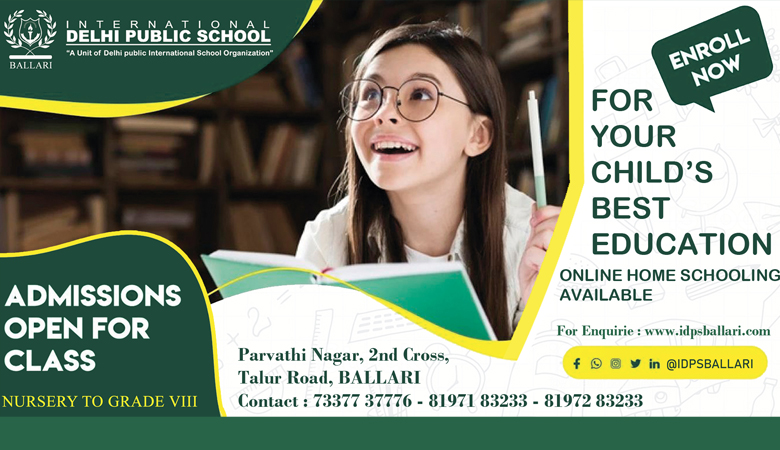 INTERNATIONAL
DELHI PUBLIC SCHOOL
"A Unit of Delhi public International School Organization"
BALLARI
ENROLL
NOW
FOR
YOUR
CHILD'S
BEST
EDUCATION
ONLINE HOME SCHOOLING
AVAILABLE
For Enquirie : www.idpsballari.com
@IDPSBALLARI
ADMISSIONS
OPEN FOR
CLASS
NURSERY TO GRADE VIII
Parvathi Nagar, 2nd Cross,
Talur Road, BALLARI
Contact : 73377 37776 - 81971 83233 - 81972 83233